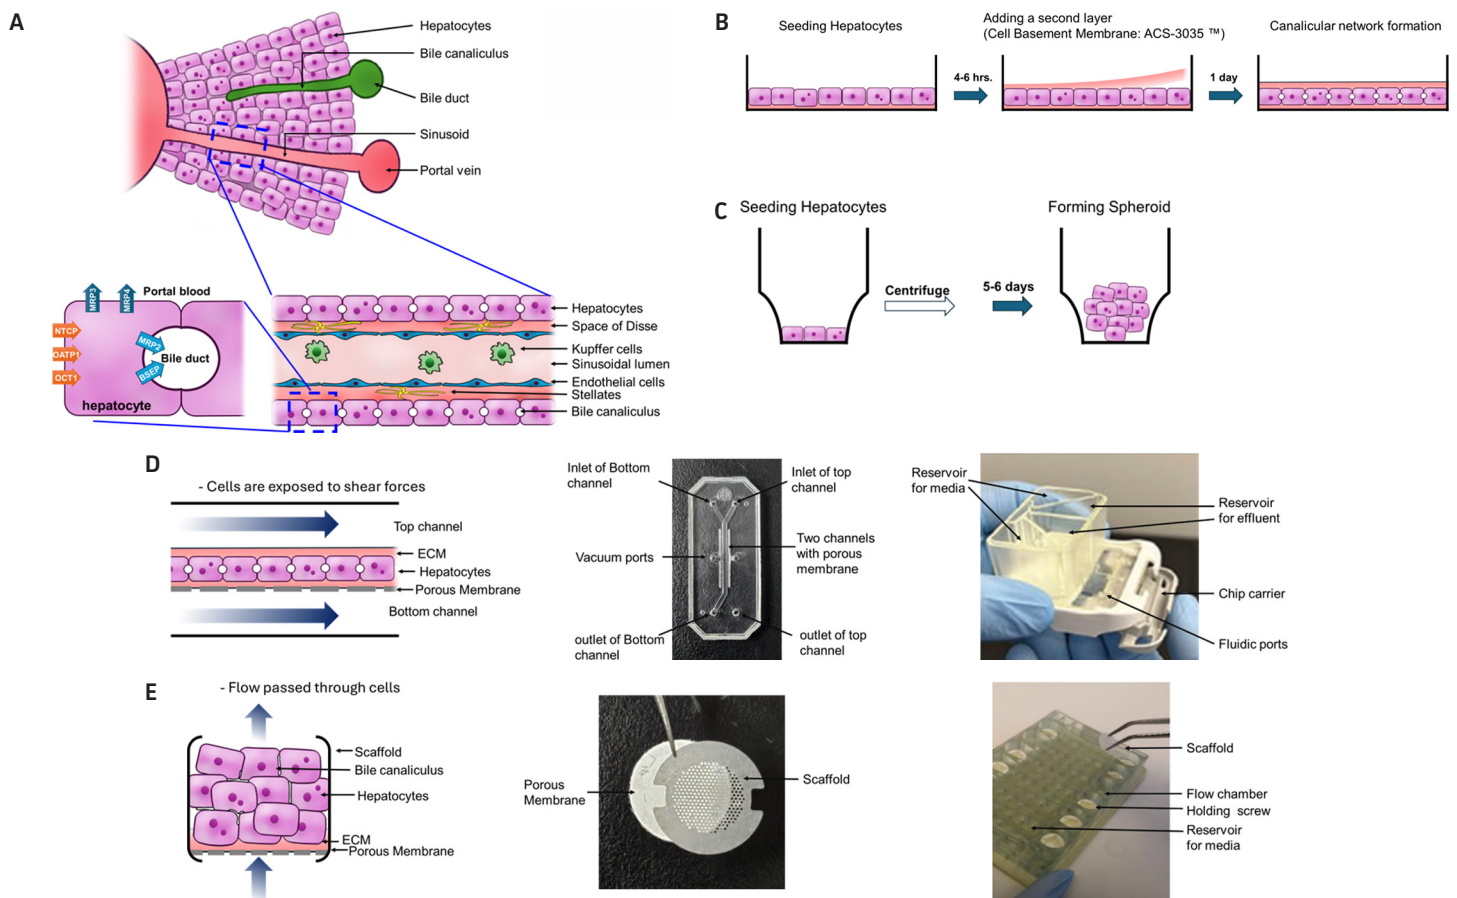 A
Hepatocytes
Bile canaliculus
Bile duct
Sinusoid
Portal vein
MRP3
MRP4
Portal blood
NTCP
OATP1
OCT1
MRP2
BSEP
Bile duct
hepatocyte
Hepatocytes
Space of Disse
Kupffer cells
Sinusoidal lumen
Endothelial cells
Stellates
Bile canaliculus
B
Seeding Hepatocytes
4-6 hrs.
Adding a second layer
(Cell Basement Membrane: ACS-3035 ™)
1 day
Canalicular network formation
C
Seeding Hepatocytes
Centrifuge
5-6 days
Forming Spheroid
D
- Cells are exposed to shear forces
Top channel
ECM
Hepatocytes
Porous Membrane
Bottom channel
Inlet of Bottom
channel
Inlet of top
channel
Vacuum ports
Two channels
with porous
membrane
outlet of Bottom
channel
outlet of top
channel
Reservoir
for media
Reservoir
for effluent
Chip carrier
Fluidic ports
E
- Flow passed through cells
Scaffold
Bile canaliculus
Hepatocytes
ECM
Porous Membrane
Porous
Membrane
Scaffold
Scaffold
Flow chamber
Holding screw
Reservoir
for media